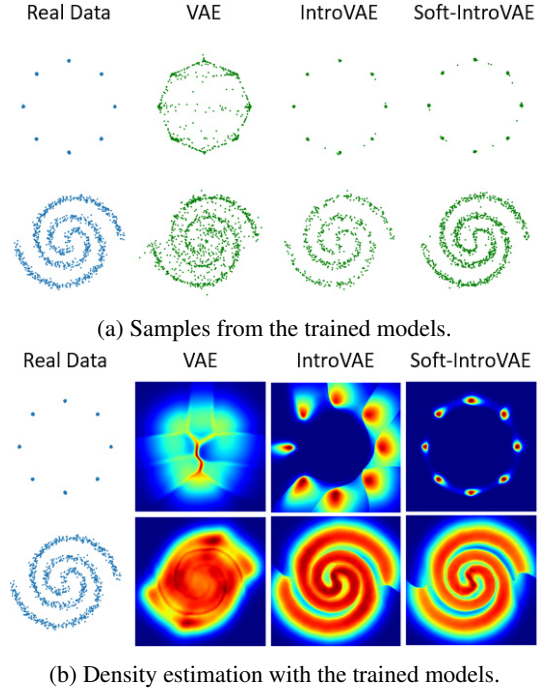 Real Data VAE IntroVAE Soft-IntroVAE
(a) Samples from the trained models.
Real Data VAE IntroVAE Soft-IntroVAE
(b) Density estimation with the trained models.